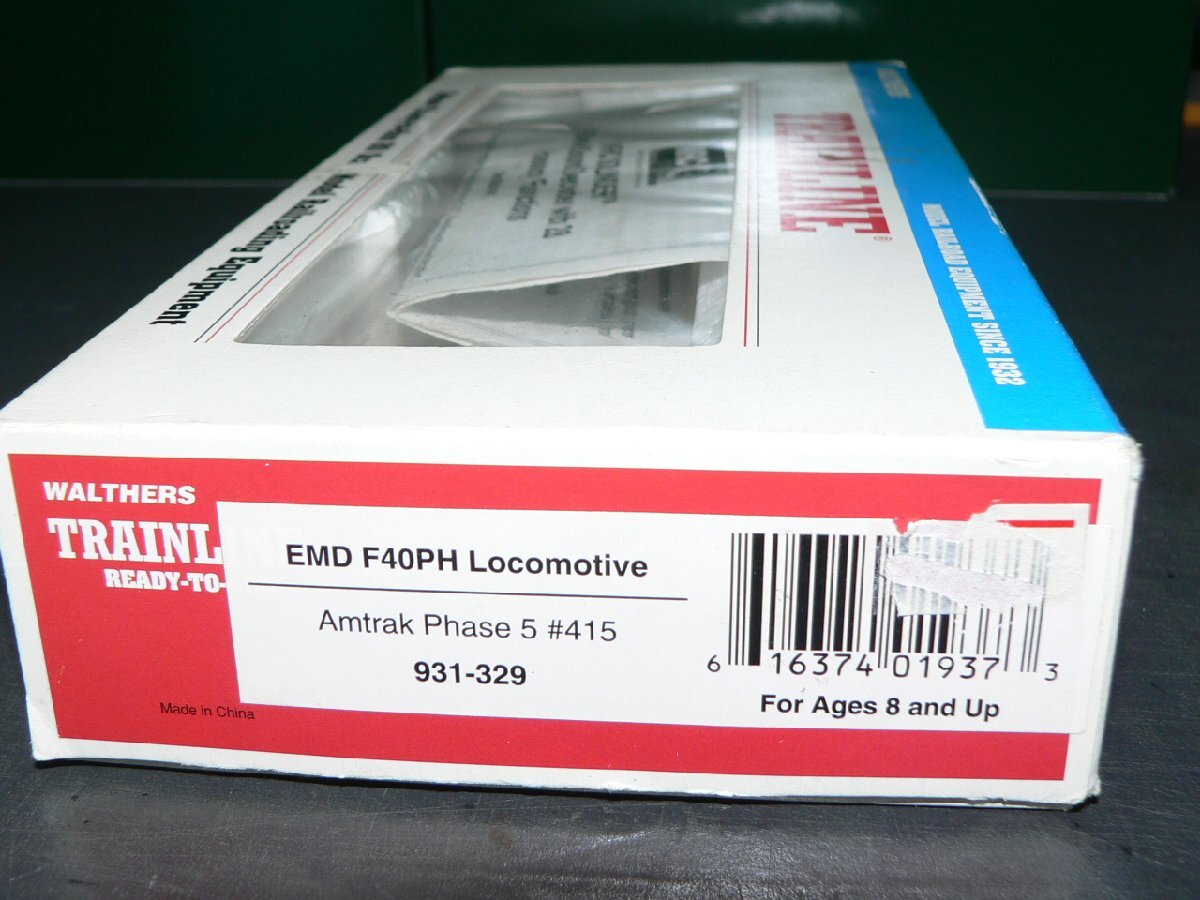 TRAINLINE®
MODEL RAILROAD EQUIPMENT SINCE 1932
Model Railroading Equipment
WALTHERS
TRAINL
READY-TO-
EMD F40PH Locomotive
Amtrak Phase 5 #415
931-329
6 16374 01937 3
For Ages 8 and Up
Made in China